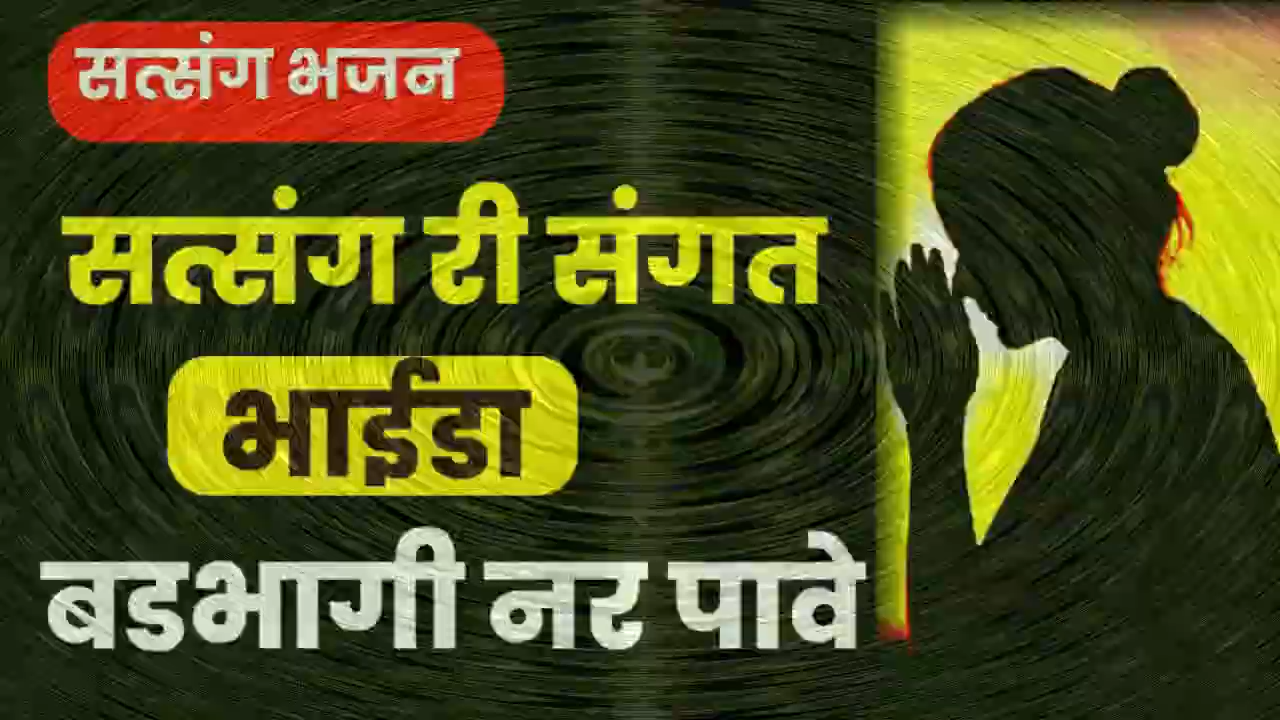 सत्संग भजन
सत्संग री संगत
भाईडा
बडभागी नर पावे